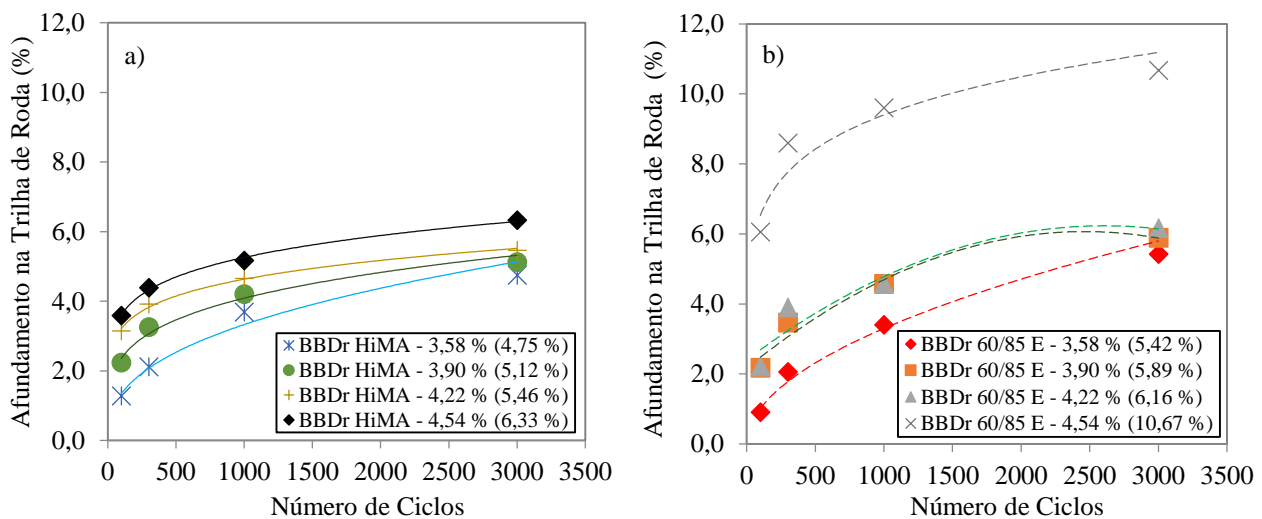 Afundamento na Trilha de Roda (%)
12,0
10,0
8,0
6,0
4,0
2,0
0,0
a)
BBDr HiMA - 3,58 % (4,75 %)
BBDr HiMA - 3,90 % (5,12 %)
BBDr HiMA - 4,22 % (5,46 %)
BBDr HiMA - 4,54 % (6,33 %)
0 500 1000 1500 2000 2500 3000 3500
Número de Ciclos
Afundamento na Trilha de Roda (%)
12,0
10,0
8,0
6,0
4,0
2,0
0,0
b)
BBDr 60/85 E - 3,58 % (5,42 %)
BBDr 60/85 E - 3,90 % (5,89 %)
BBDr 60/85 E - 4,22 % (6,16 %)
BBDr 60/85 E - 4,54 % (10,67 %)
0 500 1000 1500 2000 2500 3000 3500
Número de Ciclos